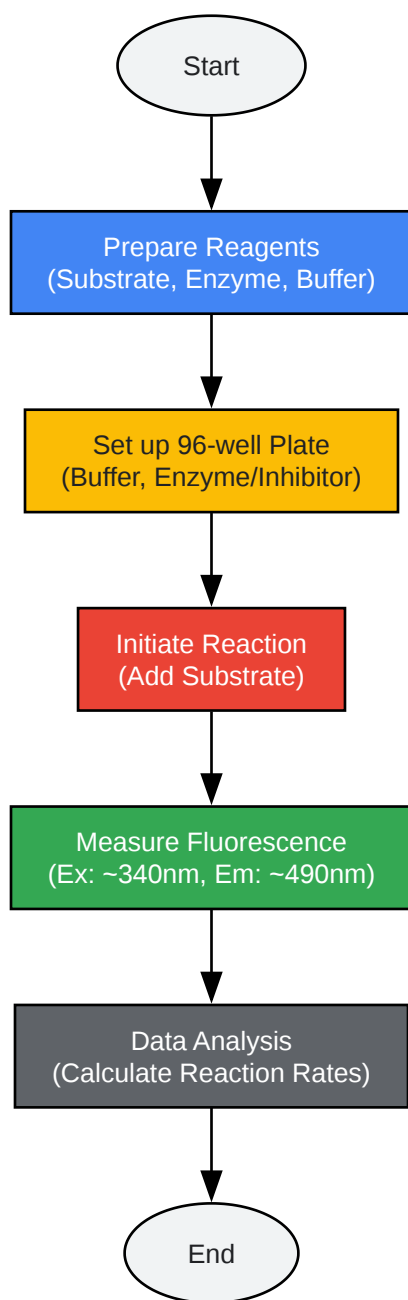 Start
Prepare Reagents
(Substrate, Enzyme, Buffer)
Set up 96-well Plate
(Buffer, Enzyme/Inhibitor)
Initiate Reaction
(Add Substrate)
Measure Fluorescence
(Ex: ~340nm, Em: ~490nm)
Data Analysis
(Calculate Reaction Rates)
End